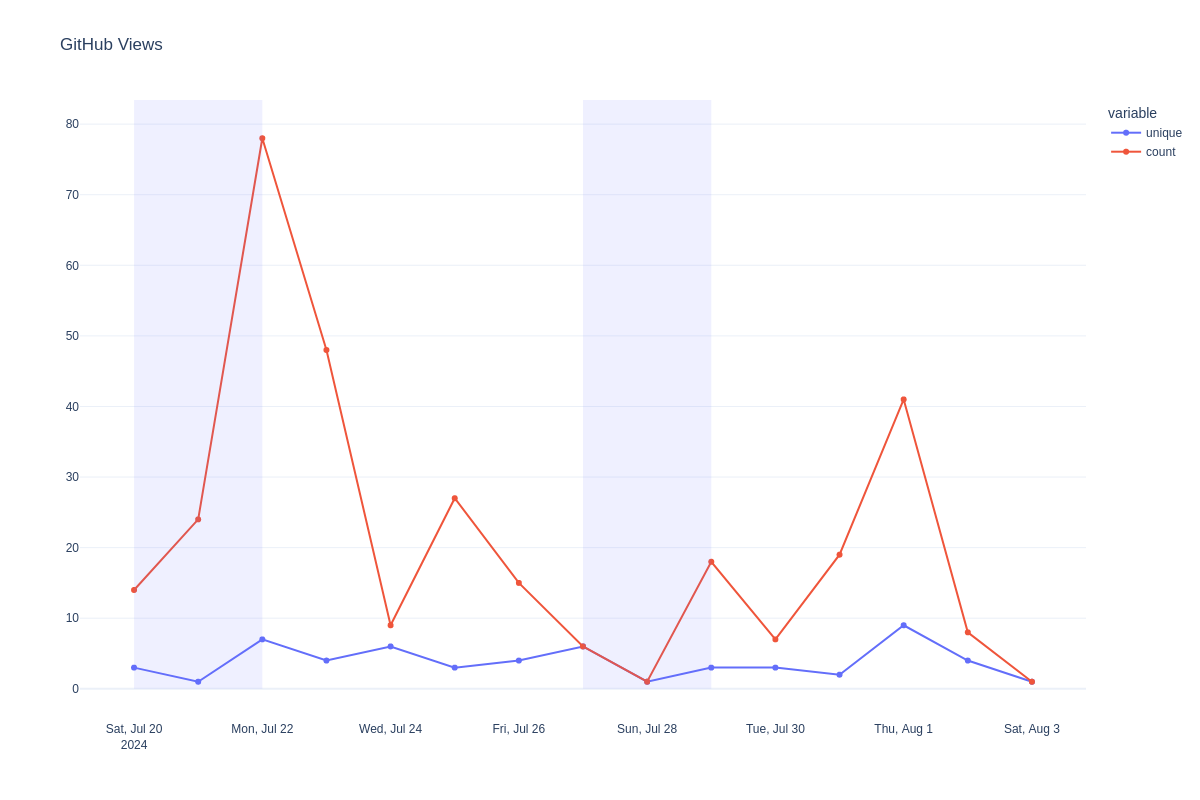 GitHub Views
variable
unique
count
80
70
60
50
40
30
20
10
0
Sat, Jul 20
2024
Mon, Jul 22
Wed, Jul 24
Fri, Jul 26
Sun, Jul 28
Tue, Jul 30
Thu, Aug 1
Sat, Aug 3